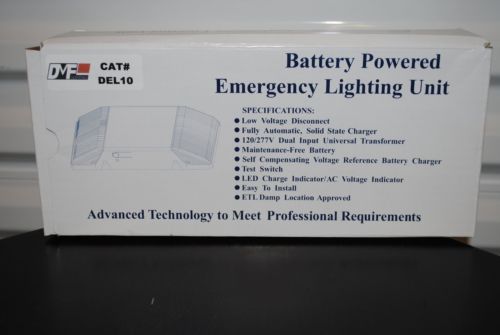 DMF
CAT#
DEL10
Battery Powered
Emergency Lighting Unit
SPECIFICATIONS:
● Low Voltage Disconnect
● Fully Automatic, Solid State Charger
● 120/277V Dual Input Universal Transformer
● Maintenance-Free Battery
● Self Compensating Voltage Reference Battery Charger
● Test Switch
● LED Charge Indicator/AC Voltage Indicator
● Easy To Install
● ETL Damp Location Approved
Advanced Technology to Meet Professional Requirements